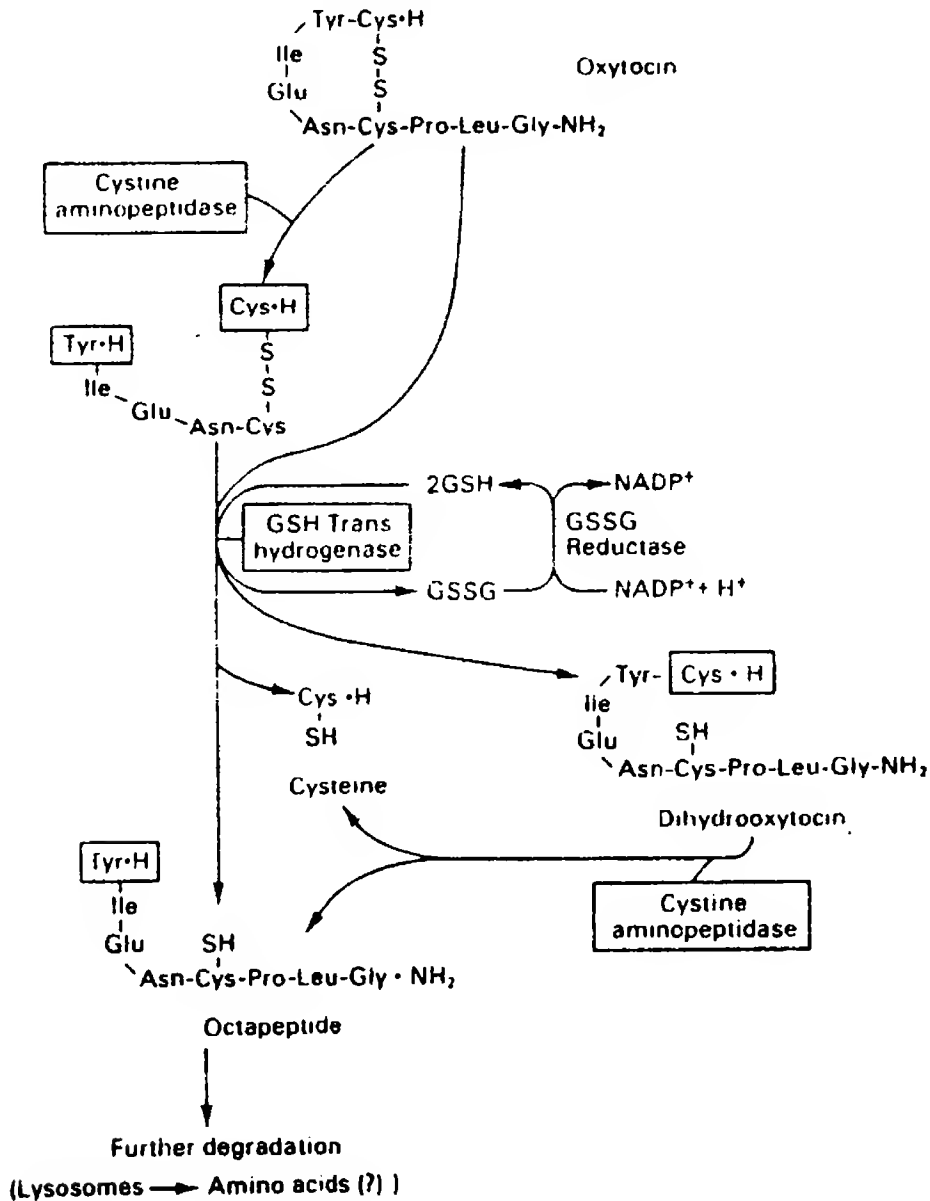 Tyr-Cys•H
Ile
S
S
Glu
Oxytocin
Asn-Cys-Pro-Leu-Gly-NH₂
Cystine
aminopeptidase
Cys•H
Tyr•H
S
Ile
S
Glu
Asn-Cys
2GSH
NADP⁺
GSH Trans
hydrogenase
GSSG
Reductase
GSSG
NADP⁺ + H⁺
Cys •H
SH
Cysteine
Tyr- Cys • H
Ile
Glu
SH
Asn-Cys-Pro-Leu-Gly-NH₂
Dihydrooxytocin
Cystine
aminopeptidase
Tyr•H
Ile
Glu
SH
Asn-Cys-Pro-Leu-Gly • NH₂
Octapeptide
Further degradation
(Lysosomes → Amino acids (?) )